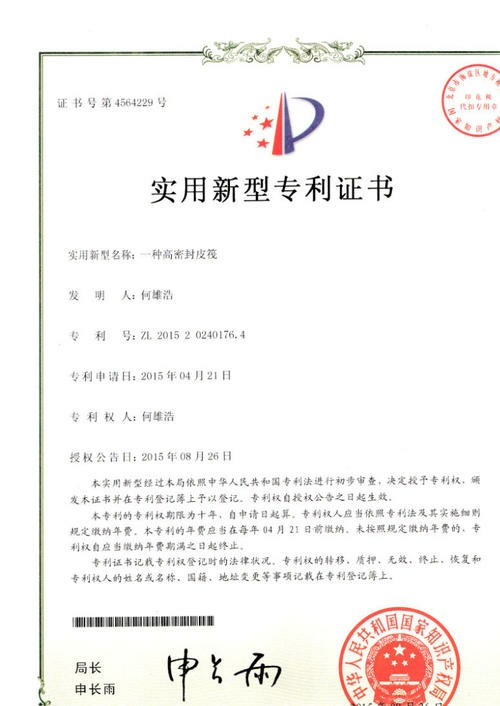 证书号第4564229号
印花税
代扣专用章
实用新型专利证书
实用新型名称：一种高密封皮筏
发 明 人：何雄浩
专 利 号：ZL 2015 2 0240176.4
专利申请日：2015年04月21日
专 利 权 人：何雄浩
授权公告日：2015年08月26日
本实用新型经过本局依照中华人民共和国专利法进行初步审查，决定授予专利权，颁
发本证书并在专利登记簿上予以登记。专利权自授权公告之日起生效。
本专利的专利权期限为十年，自申请日起算。专利权人应当依照专利法及其实施细则
规定缴纳年费。本专利的年费应当在每年04月21日前缴纳。未按照规定缴纳年费的，专
利权自应当缴纳年费期满之日起终止。
专利证书记载专利权登记时的法律状况。专利权的转移、质押、无效、终止、恢复和
专利权人的姓名或名称、国籍、地址变更等事项记载在专利登记簿上。
局长
申长雨
申长雨
中华人民共和国国家知识产权局